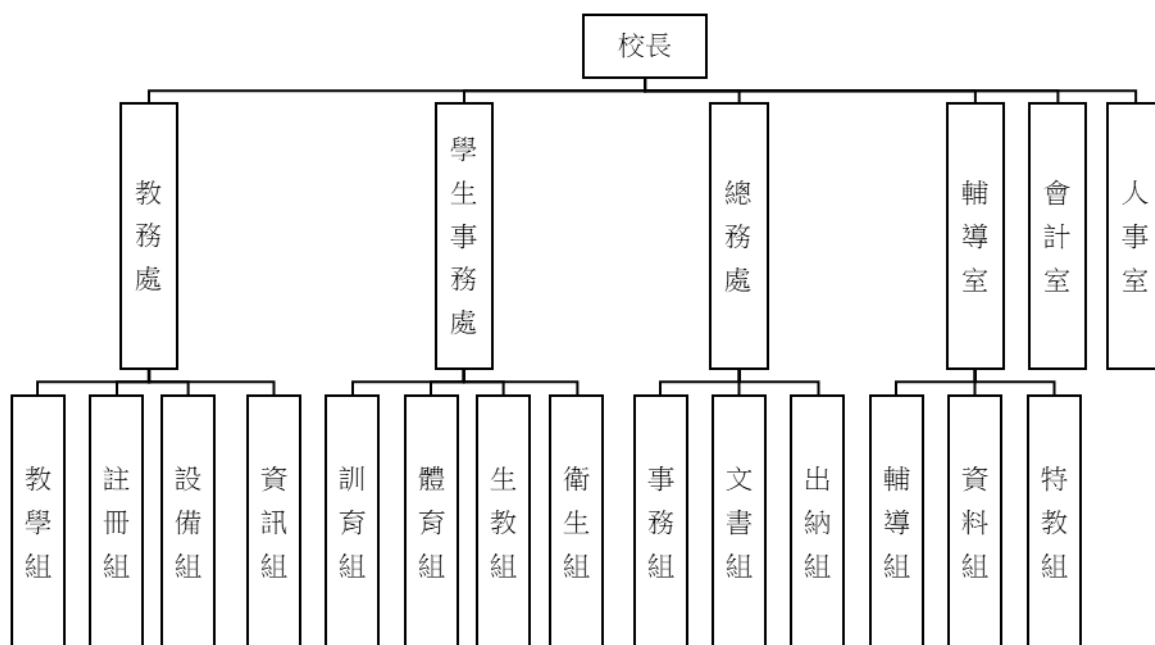 校長
教務處
學生事務處
總務處
輔導室
會計室
人事室
教學組
註冊組
設備組
資訊組
訓育組
體育組
生教組
衛生組
事務組
文書組
出納組
輔導組
資料組
特教組